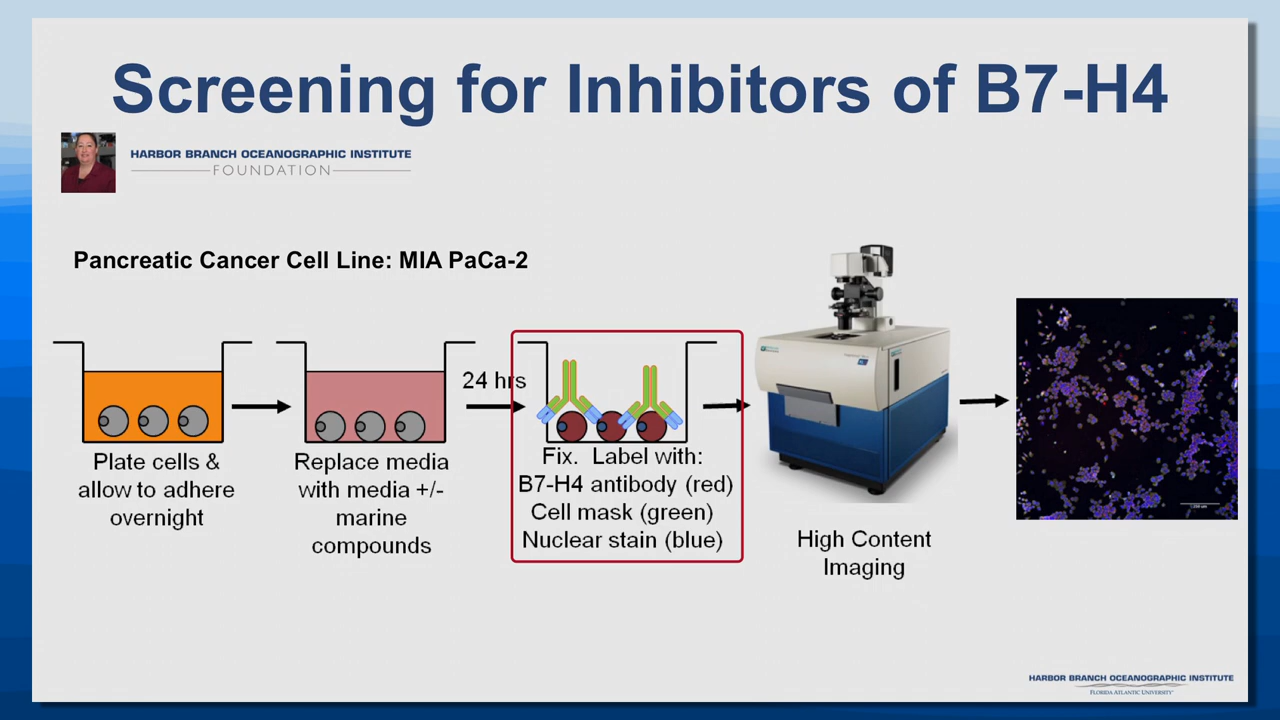 Screening for Inhibitors of B7-H4
HARBOR BRANCH OCEANOGRAPHIC INSTITUTE
FOUNDATION
Pancreatic Cancer Cell Line: MIA PaCa-2
24 hrs
Plate cells &
allow to adhere
overnight
Replace media
with media +/-
marine
compounds
Fix. Label with:
B7-H4 antibody (red)
Cell mask (green)
Nuclear stain (blue)
High Content
Imaging
HARBOR BRANCH OCEANOGRAPHIC INSTITUTE
FLORIDA ATLANTIC UNIVERSITY